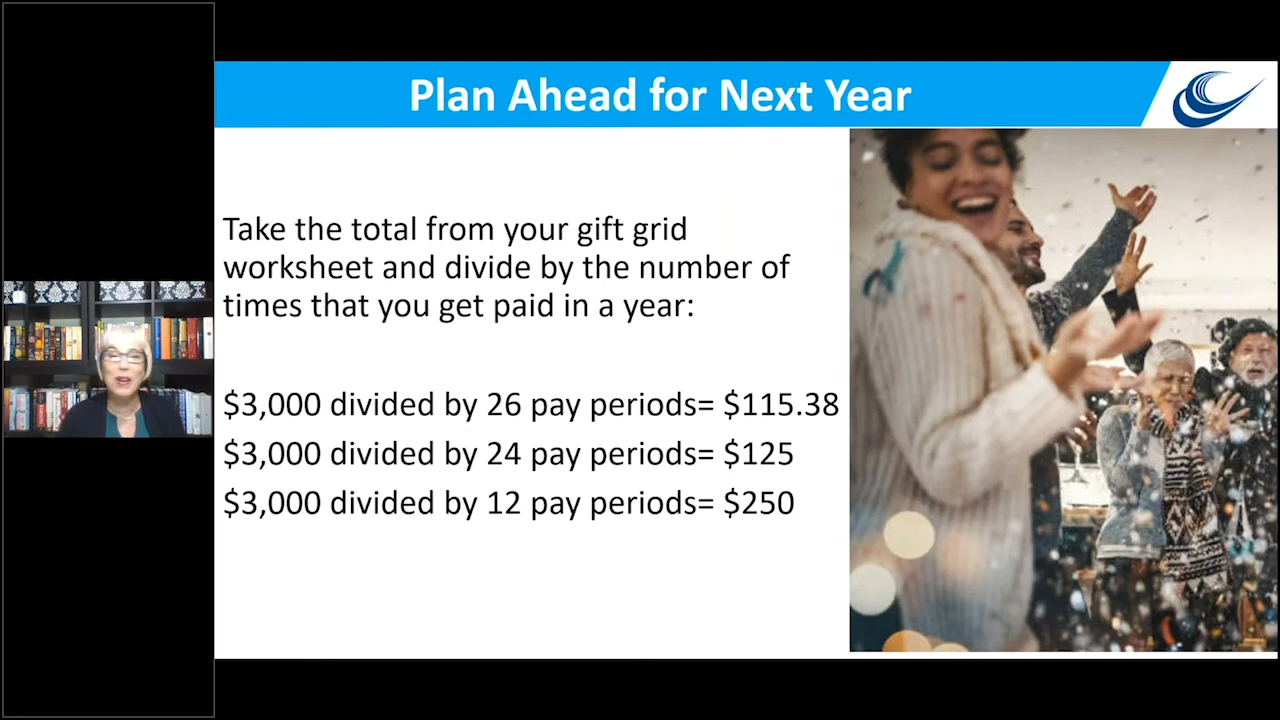 Plan Ahead for Next Year
Take the total from your gift grid
worksheet and divide by the number of
times that you get paid in a year:
$3,000 divided by 26 pay periods= $115.38
$3,000 divided by 24 pay periods= $125
$3,000 divided by 12 pay periods= $250